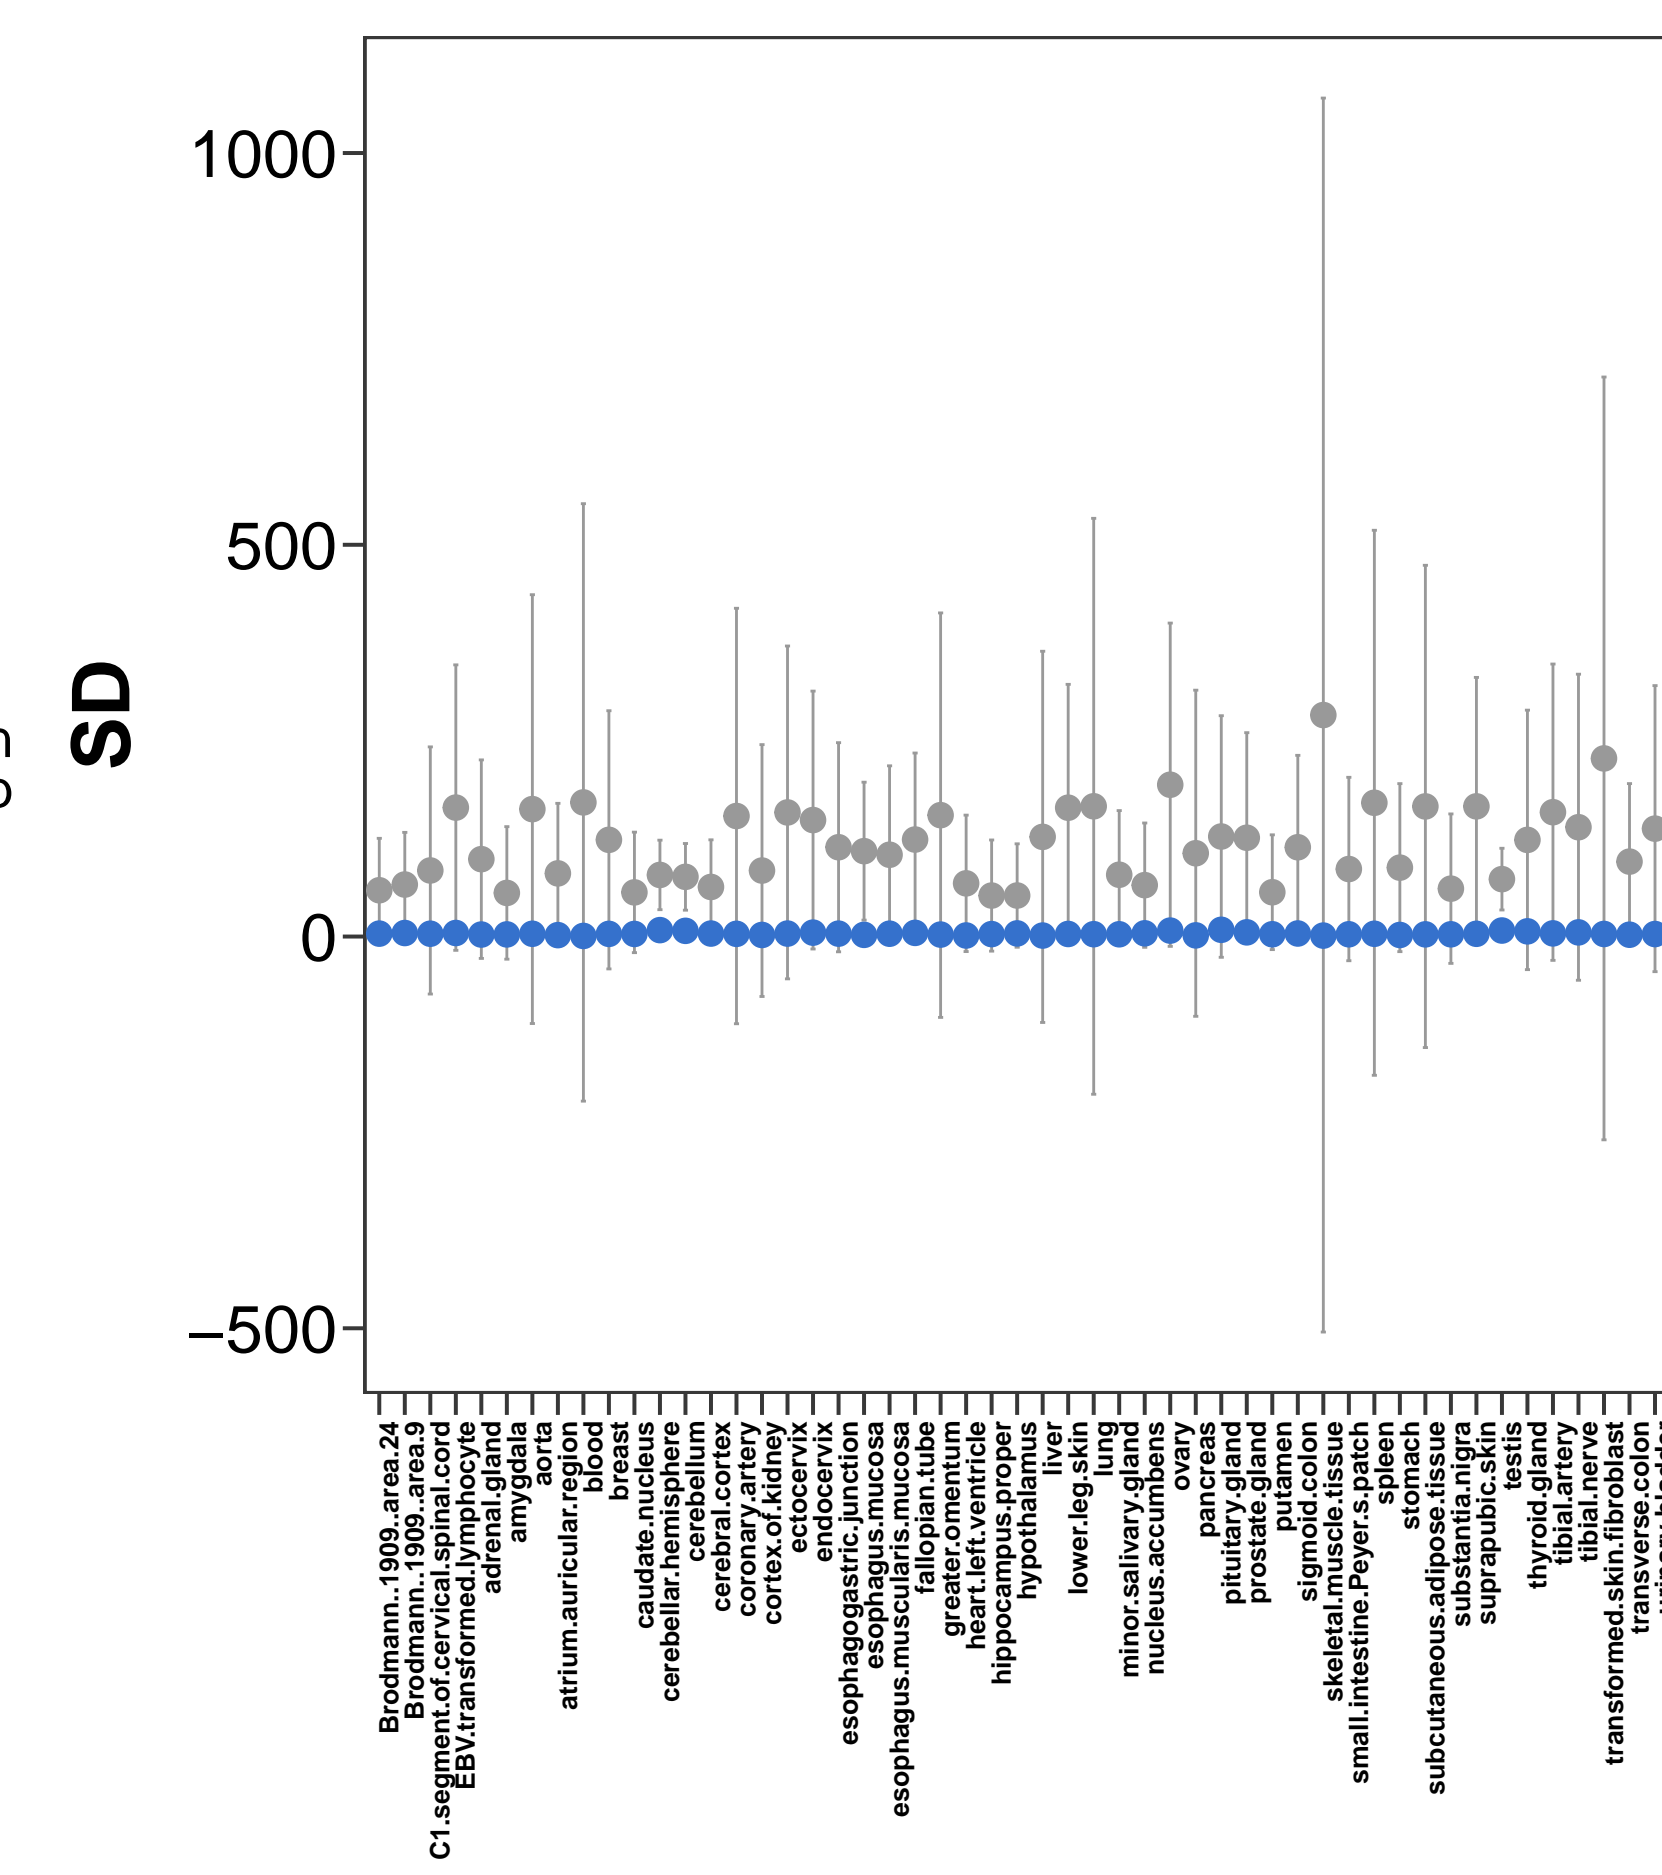 SD
1000
500
0
−500
Brodmann..1909..area.24
Brodmann..1909..area.9
C1.segment.of.cervical.spinal.cord
EBV.transformed.lymphocyte
adrenal.gland
amygdala
aorta
atrium.auricular.region
blood
breast
caudate.nucleus
cerebellar.hemisphere
cerebellum
cerebral.cortex
coronary.artery
cortex.of.kidney
ectocervix
endocervix
esophagogastric.junction
esophagus.mucosa
esophagus.muscularis.mucosa
fallopian.tube
greater.omentum
heart.left.ventricle
hippocampus.proper
hypothalamus
liver
lower.leg.skin
lung
minor.salivary.gland
nucleus.accumbens
ovary
pancreas
pituitary.gland
prostate.gland
putamen
sigmoid.colon
skeletal.muscle.tissue
small.intestine.Peyer.s.patch
spleen
stomach
subcutaneous.adipose.tissue
substantia.nigra
suprapubic.skin
testis
thyroid.gland
tibial.artery
tibial.nerve
transformed.skin.fibroblast
transverse.colon